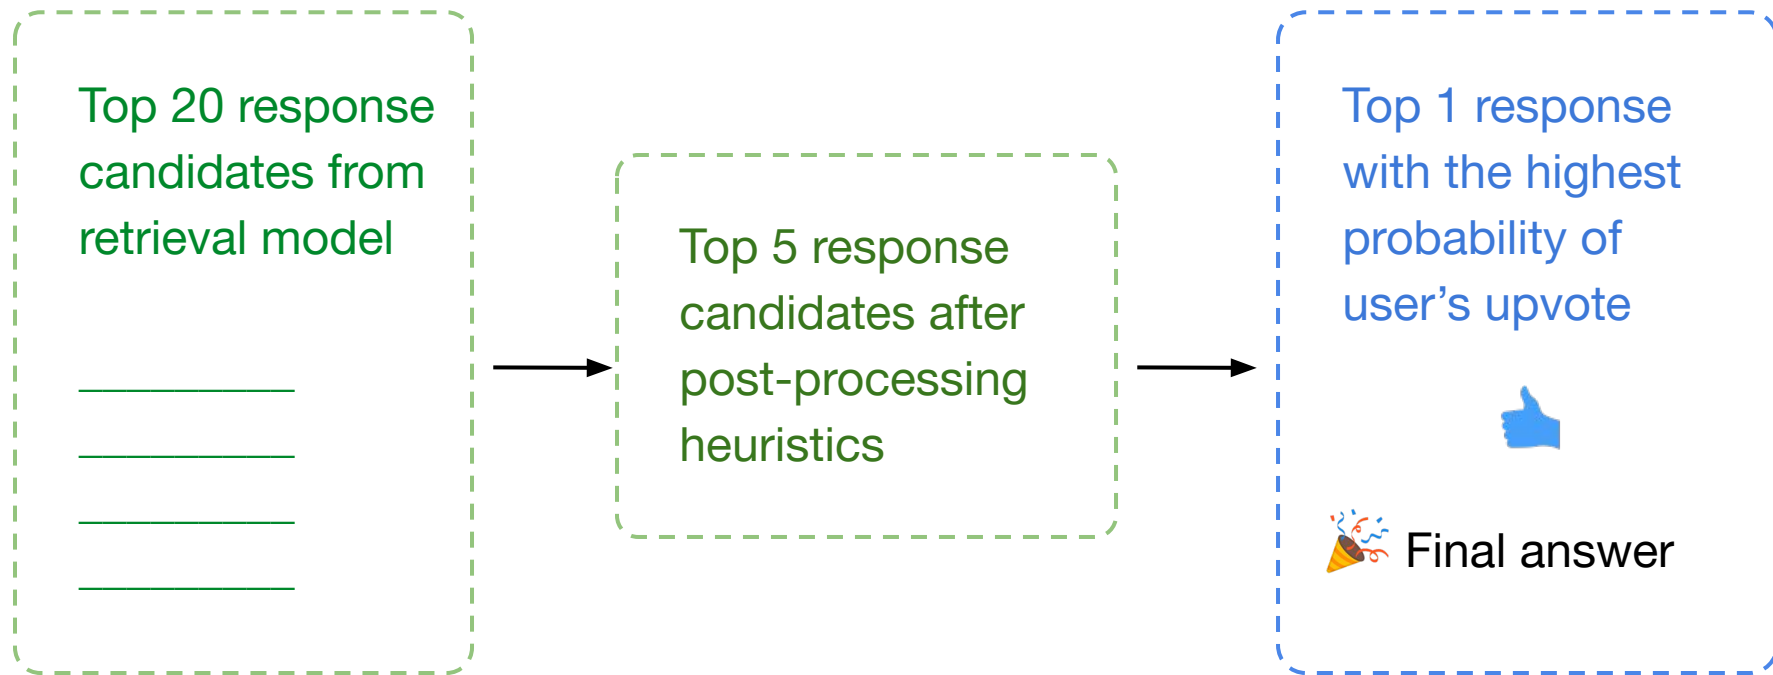 Top 20 response
candidates from
retrieval model
Top 5 response
candidates after
post-processing
heuristics
Top 1 response
with the highest
probability of
user’s upvote
Final answer